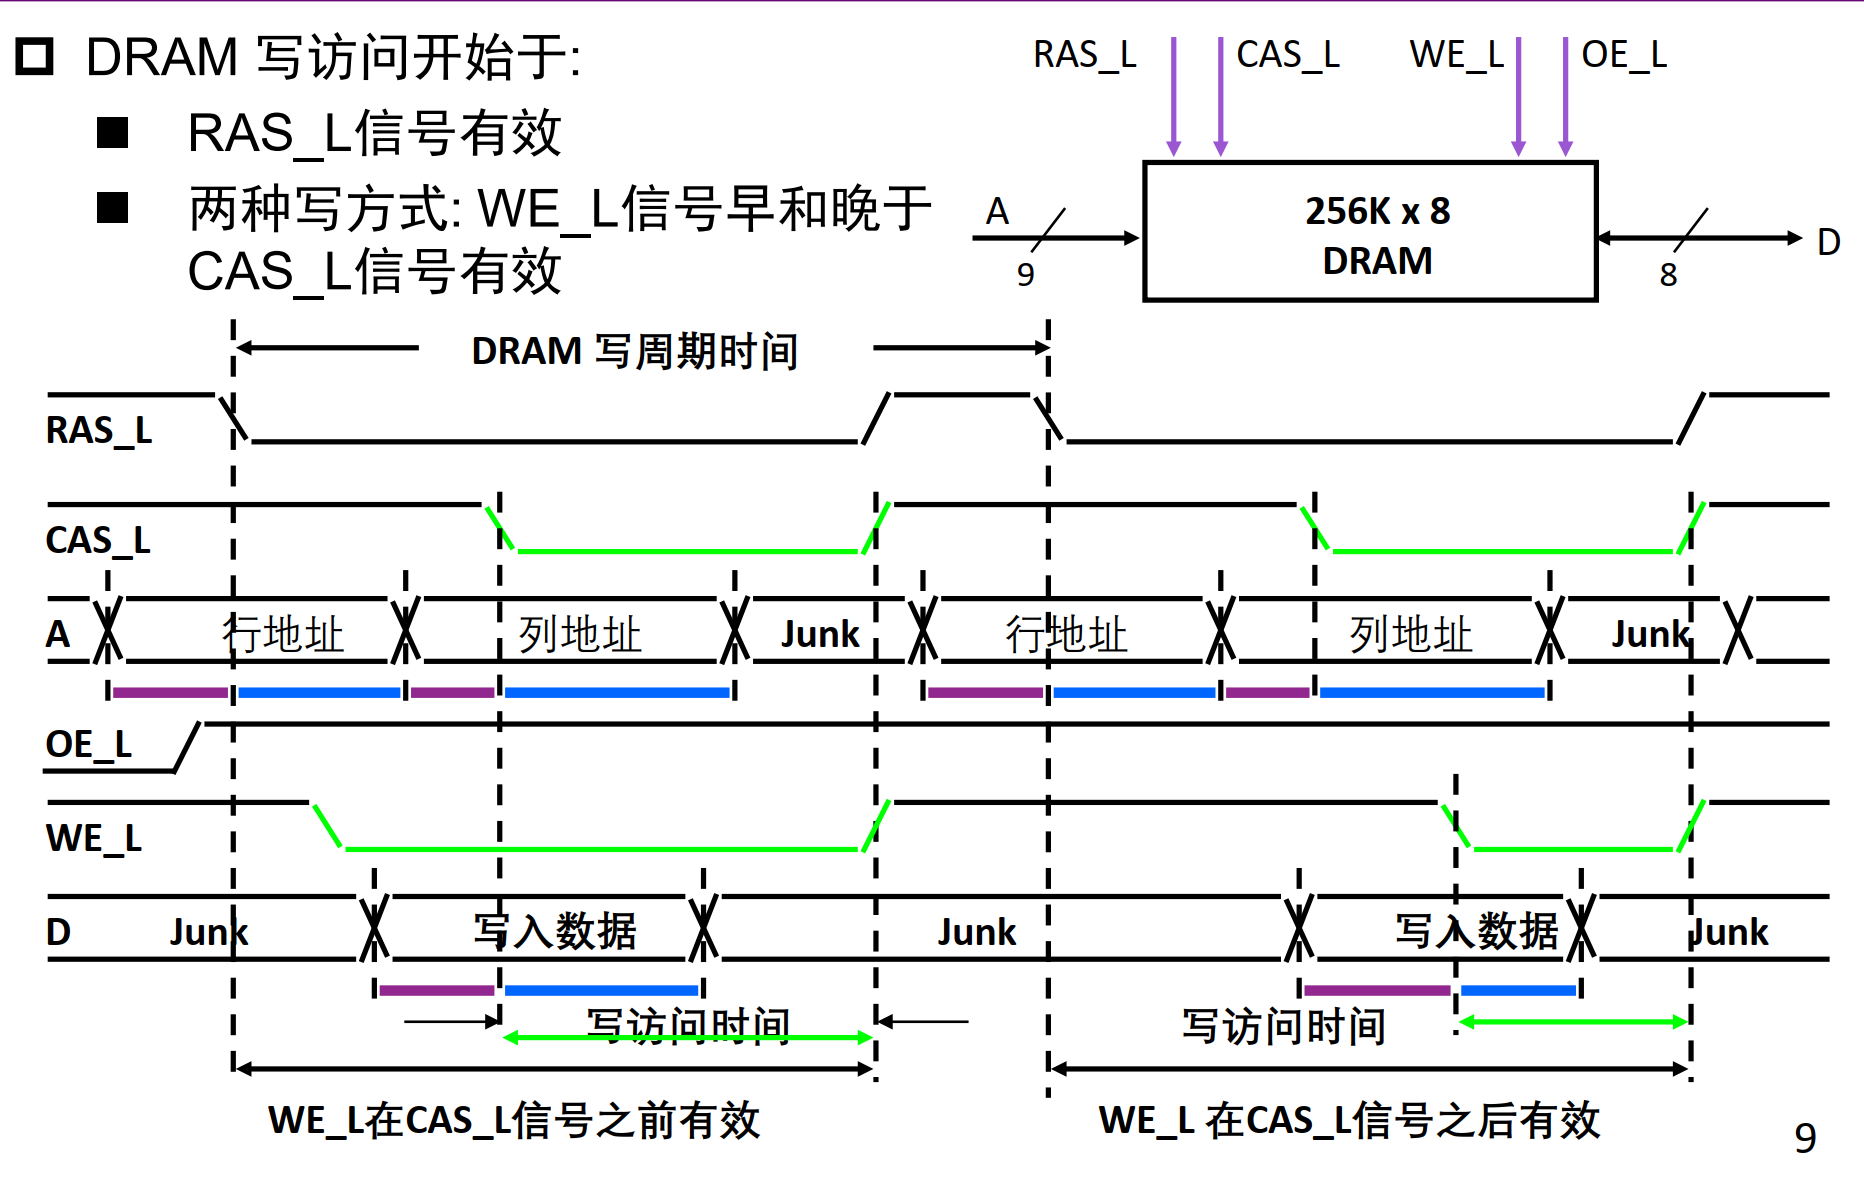 DRAM 写访问开始于:
RAS_L信号有效
两种写方式: WE_L信号早和晚于
CAS_L信号有效
RAS_L CAS_L WE_L OE_L
A 9
256K x 8
DRAM
8 D
DRAM 写周期时间
RAS_L
CAS_L
A 行地址 列地址 Junk 行地址 列地址 Junk
OE_L
WE_L
D Junk 写入数据 Junk 写入数据 Junk
写访问时间 写访问时间
WE_L在CAS_L信号之前有效 WE_L 在CAS_L信号之后有效
9